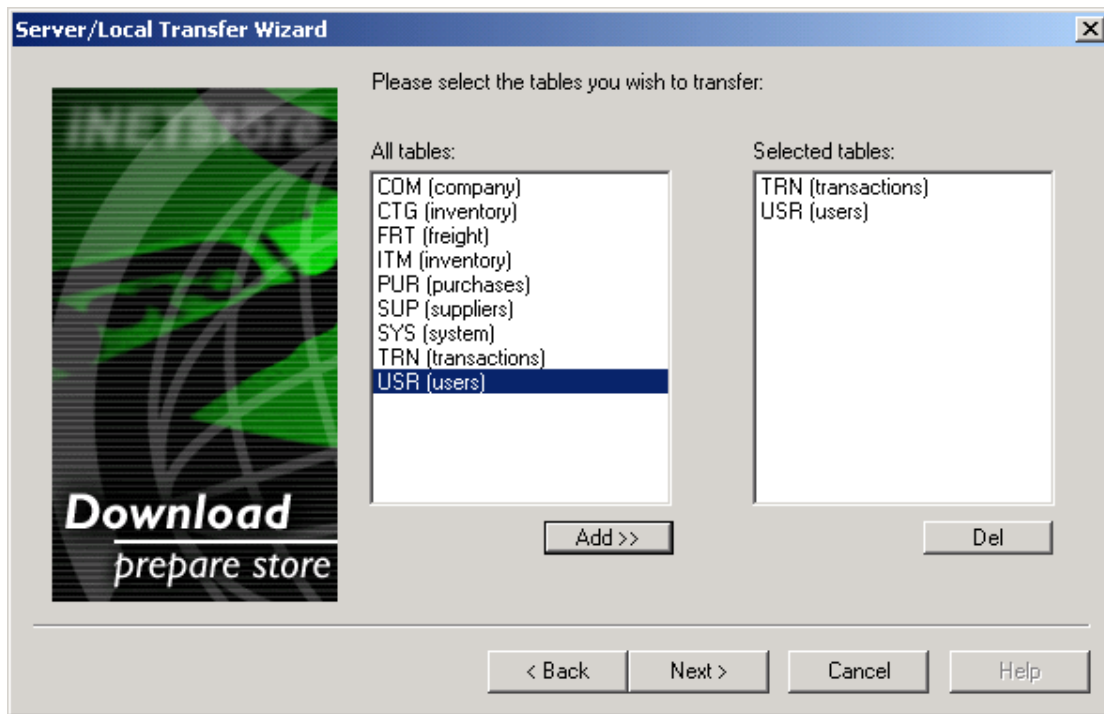 Server/Local Transfer Wizard
iNETstore
Please select the tables you wish to transfer:
All tables:
COM (company)
CTG (inventory)
FRT (freight)
ITM (inventory)
PUR (purchases)
SUP (suppliers)
SYS (system)
TRN (transactions)
USR (users)
Add >>
Selected tables:
TRN (transactions)
USR (users)
Del
Download
prepare store
< Back
Next >
Cancel
Help